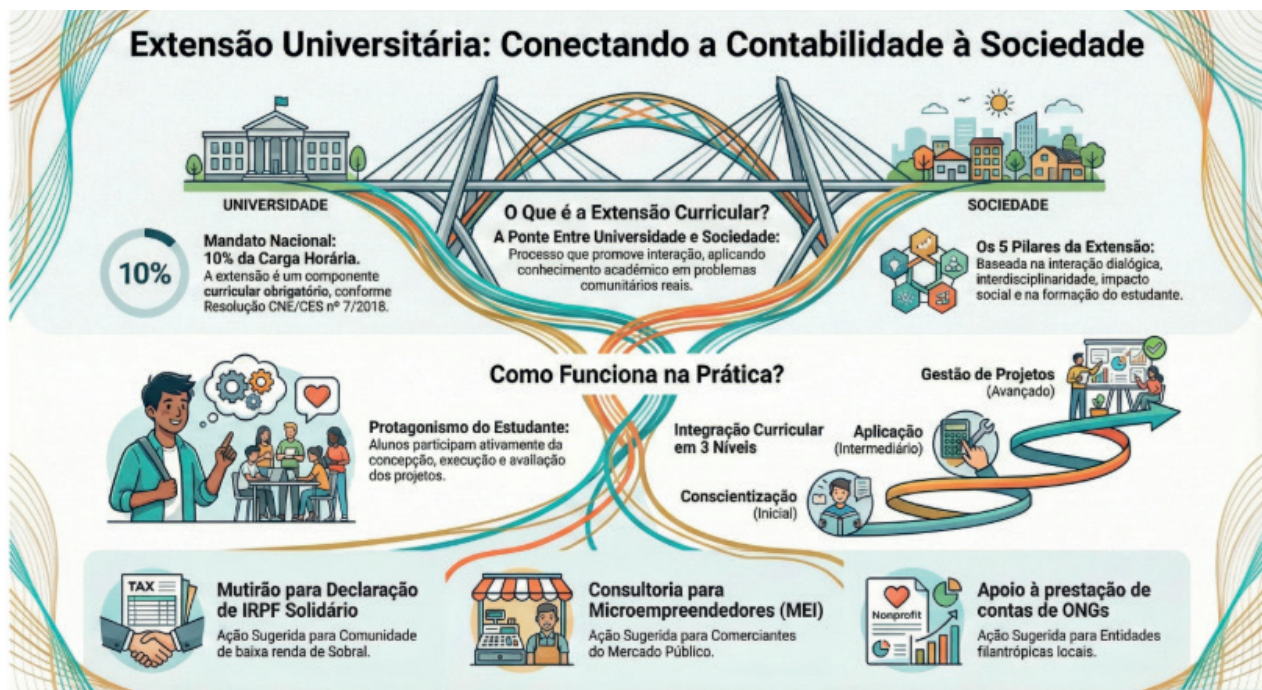 Extensão Universitária: Conectando a Contabilidade à Sociedade
UNIVERSIDADE
SOCIEDADE
10%
Mandato Nacional:
10% da Carga Horária.
A extensão é um componente
curricular obrigatório, conforme
Resolução CNE/CES nº 7/2018.
O Que é a Extensão Curricular?
A Ponte Entre Universidade e Sociedade:
Processo que promove interação, aplicando
conhecimento académico em problemas
comunitários reais.
Os 5 Pilares da Extensão:
Baseada na interação dialógica,
interdisciplinaridade, impacto
social e na formação do estudante.
Como Funciona na Prática?
Protagonismo do Estudante:
Alunos participam ativamente da
concepção, execução e avaliação
dos projetos.
Integração Curricular
em 3 Níveis
Conscientização
(Inicial)
Aplicação
(Intermediário)
Gestão de Projetos
(Avançado)
TAX
Mutirão para Declaração
de IRPF Solidário
Ação Sugerida para Comunidade
de baixa renda de Sobral.
Consultoria para
Microempreendedores (MEI)
Ação Sugerida para Comerciantes
do Mercado Público.
Nonprofit
Apoio à prestação de
contas de ONGs
Ação Sugerida para Entidades
filantrópicas locais.